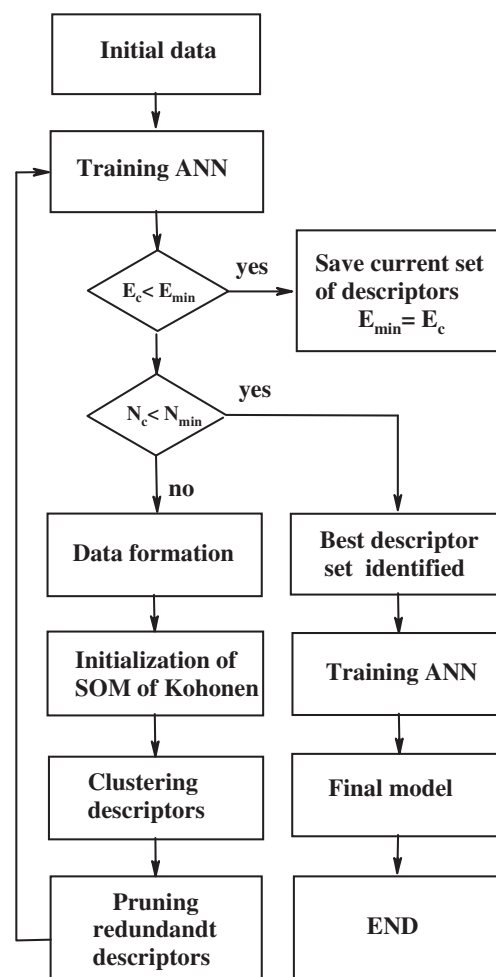 Initial data
Training ANN
E_c< E_min
yes
Save current set
of descriptors
E_min= E_c
N_c< N_min
yes
no
Data formation
Best descriptor
set identified
Initialization of
SOM of Kohonen
Training ANN
Clustering
descriptors
Final model
Pruning
redundandt
descriptors
END